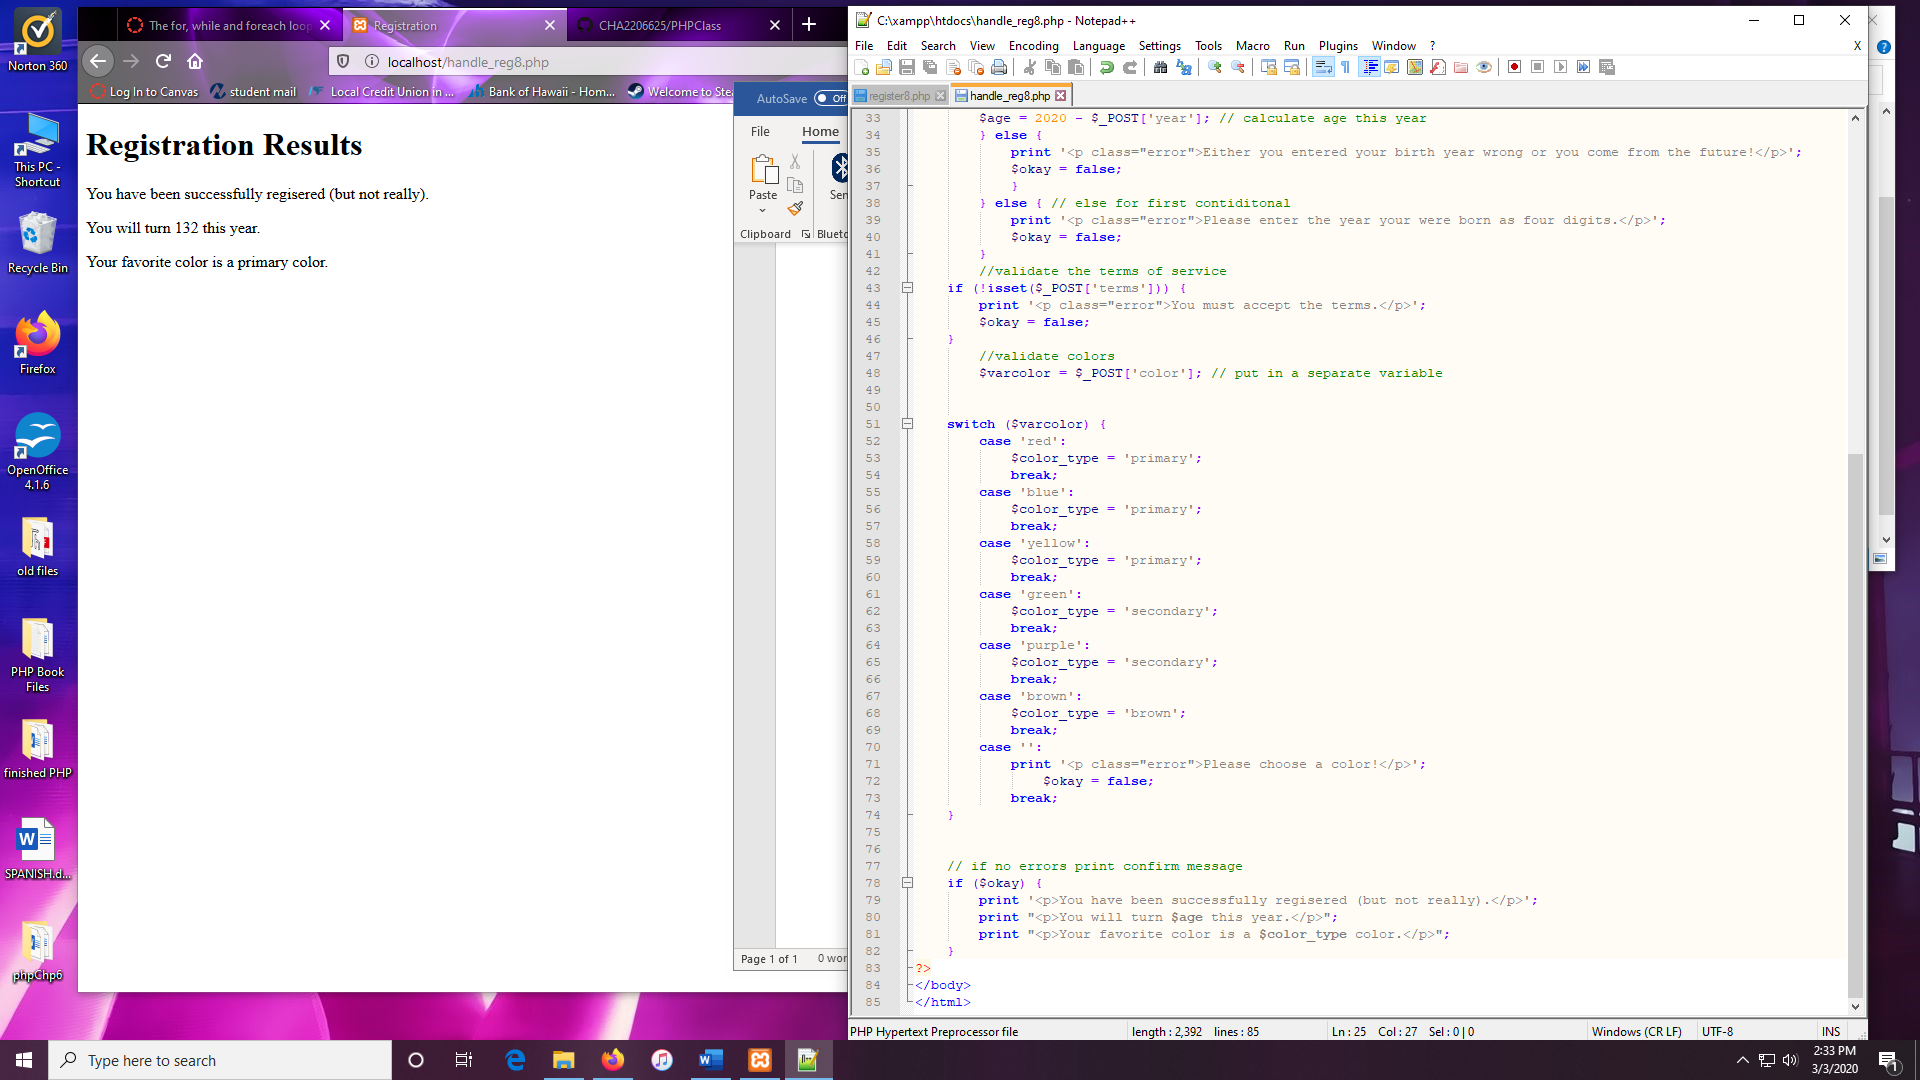 Norton 360
This PC -
Shortcut
Recycle Bin
Firefox
OpenOffice
4.1.6
old files
PHP Book
Files
finished PHP
SPANISH.d...
phpChp6
The for, while and foreach loop
Registration
CHA2206625/PHPClass
localhost/handle_reg8.php
Log In to Canvas
student mail
Local Credit Union in ...
Bank of Hawaii - Hom...
Welcome to Stea
Registration Results
You have been successfully regisered (but not really).
You will turn 132 this year.
Your favorite color is a primary color.
AutoSave
Off
File
Home
Paste
Sen
Clipboard
Blueto
Page 1 of 1
0 wor
C:\xampp\htdocs\handle_reg8.php - Notepad++
File Edit Search View Encoding Language Settings Tools Macro Run Plugins Window ?
X
register8.php
handle_reg8.php
33 $age = 2020 - $_POST['year']; // calculate age this year
34 } else {
35 print '<p class="error">Either you entered your birth year wrong or you come from the future!</p>';
36 $okay = false;
37 }
38 } else { // else for first contiditonal
39 print '<p class="error">Please enter the year your were born as four digits.</p>';
40 $okay = false;
41 }
42 //validate the terms of service
43 if (!isset($_POST['terms'])) {
44 print '<p class="error">You must accept the terms.</p>';
45 $okay = false;
46 }
47 //validate colors
48 $varcolor = $_POST['color']; // put in a separate variable
49
50
51 switch ($varcolor) {
52 case 'red':
53 $color_type = 'primary';
54 break;
55 case 'blue':
56 $color_type = 'primary';
57 break;
58 case 'yellow':
59 $color_type = 'primary';
60 break;
61 case 'green':
62 $color_type = 'secondary';
63 break;
64 case 'purple':
65 $color_type = 'secondary';
66 break;
67 case 'brown':
68 $color_type = 'brown';
69 break;
70 case '':
71 print '<p class="error">Please choose a color!</p>';
72 $okay = false;
73 break;
74 }
75
76
77 // if no errors print confirm message
78 if ($okay) {
79 print '<p>You have been successfully regisered (but not really).</p>';
80 print "<p>You will turn $age this year.</p>";
81 print "<p>Your favorite color is a $color_type color.</p>";
82 }
83 ?>
84 </body>
85 </html>
PHP Hypertext Preprocessor file
length : 2,392 lines : 85
Ln : 25 Col : 27 Sel : 0 | 0
Windows (CR LF)
UTF-8
INS
Type here to search
2:33 PM
3/3/2020
1